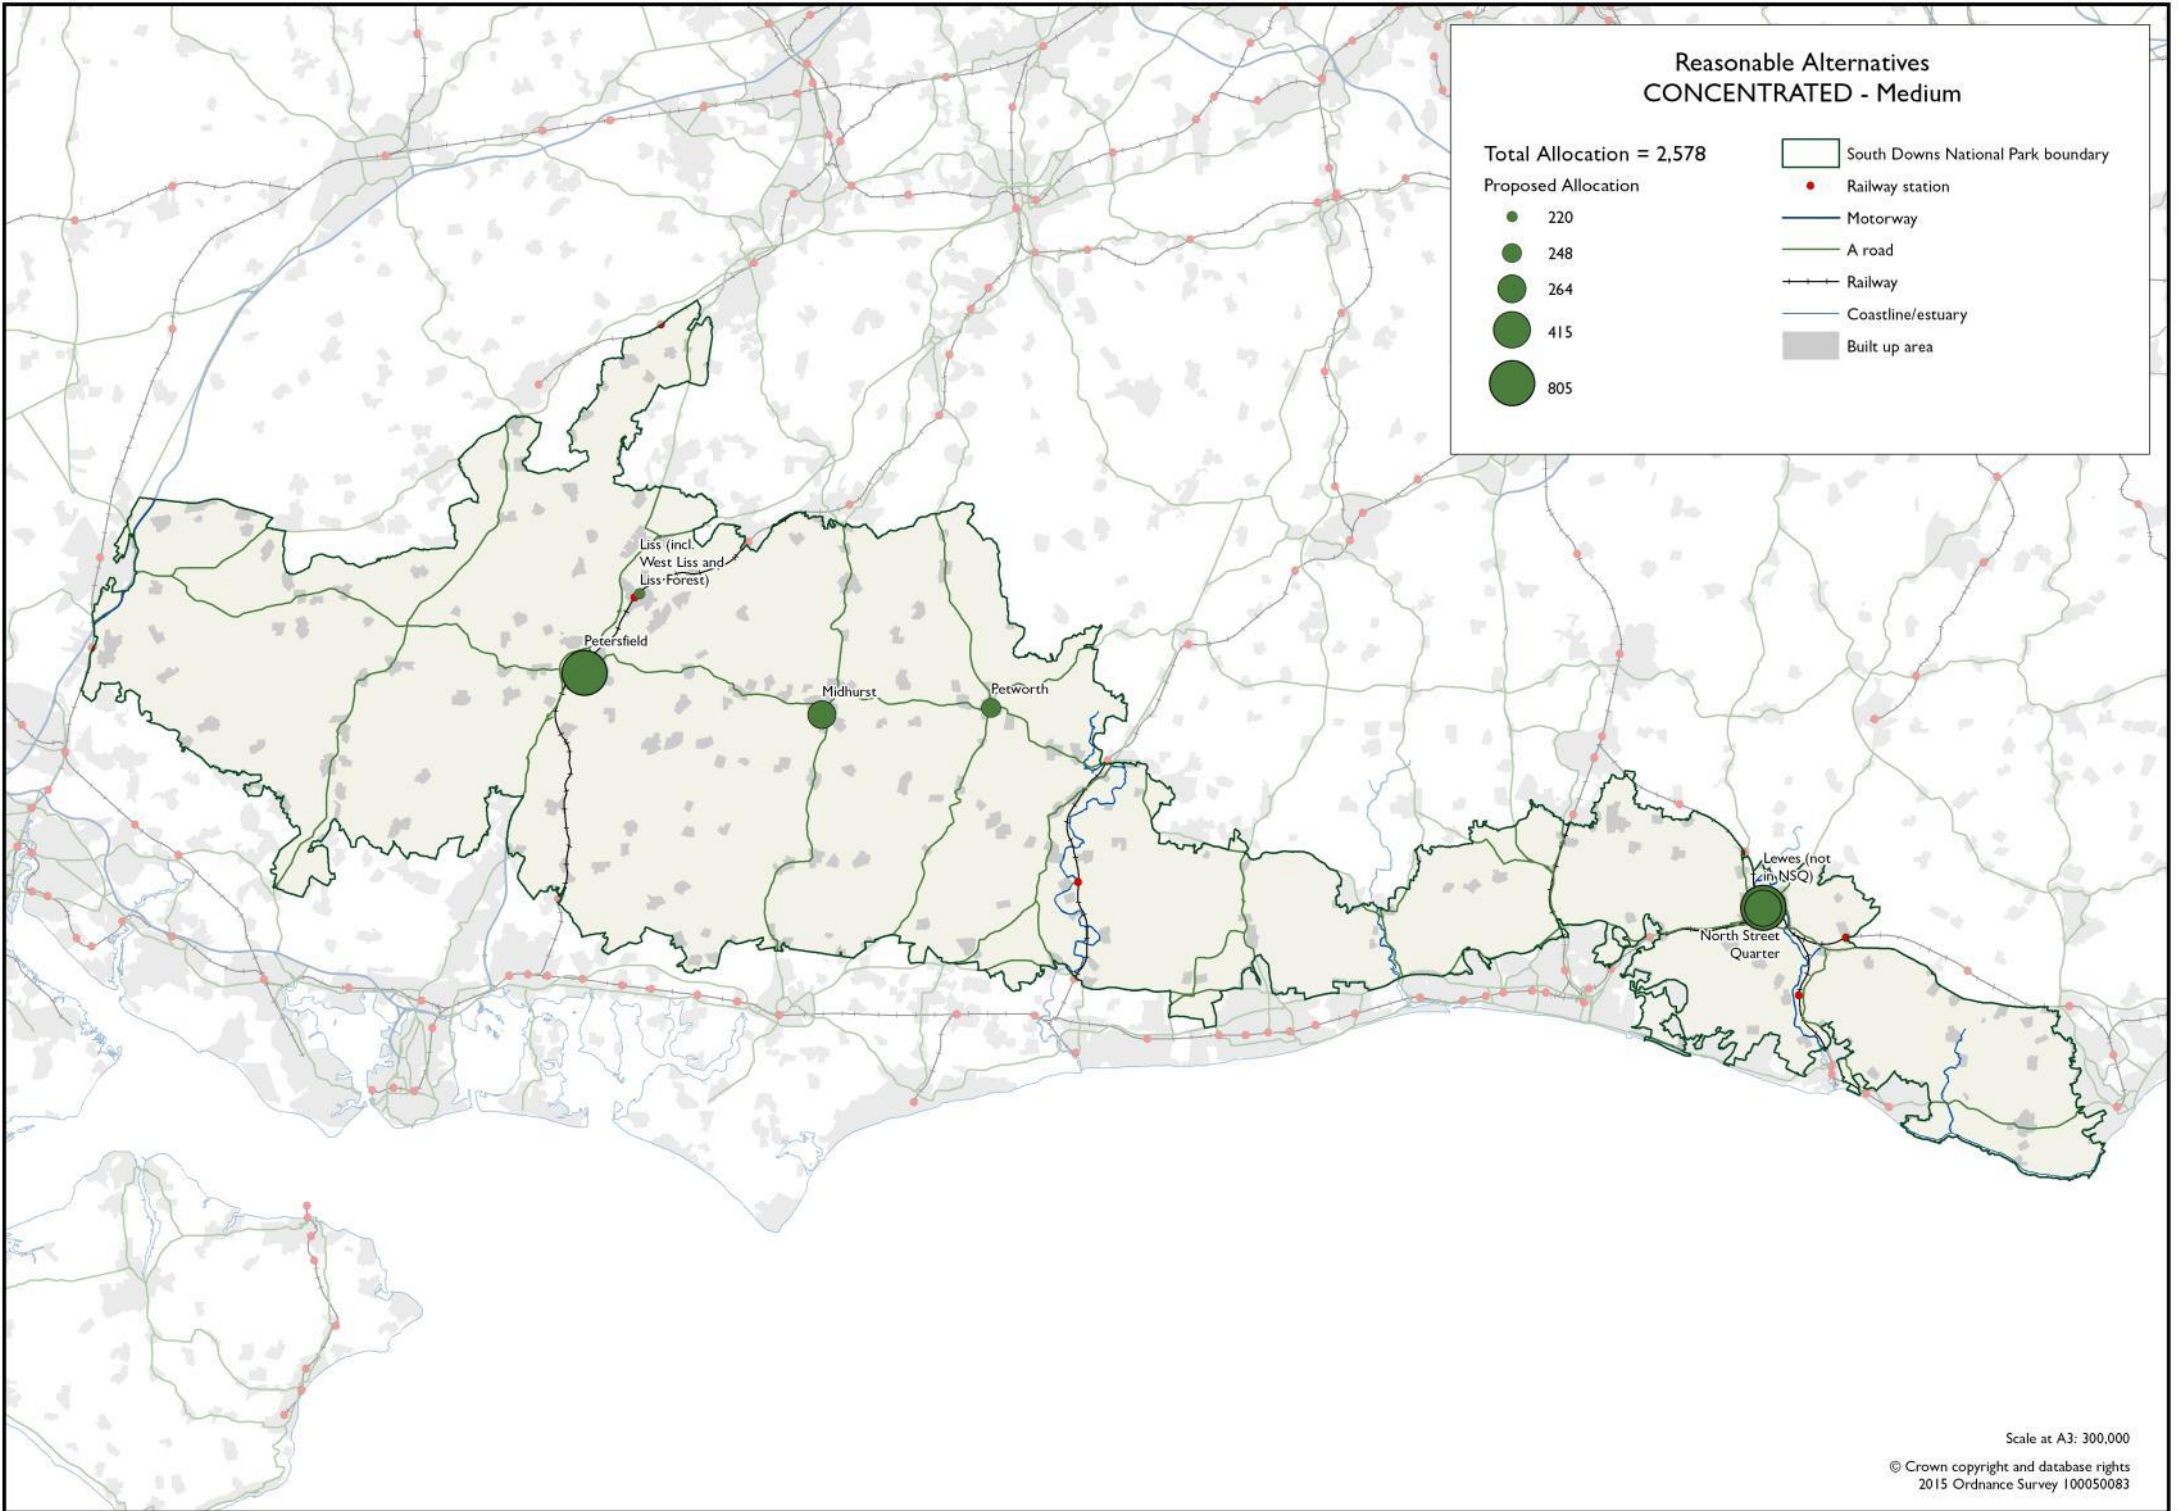 Reasonable Alternatives
CONCENTRATED - Medium
Total Allocation = 2,578
Proposed Allocation
220
248
264
415
805
South Downs National Park boundary
Railway station
Motorway
A road
Railway
Coastline/estuary
Built up area
Liss (incl.
West Liss and
Liss Forest)
Petersfield
Midhurst
Petworth
Lewes (not
in NSQ)
North Street
Quarter
Scale at A3: 300,000
© Crown copyright and database rights
2015 Ordnance Survey 100050083